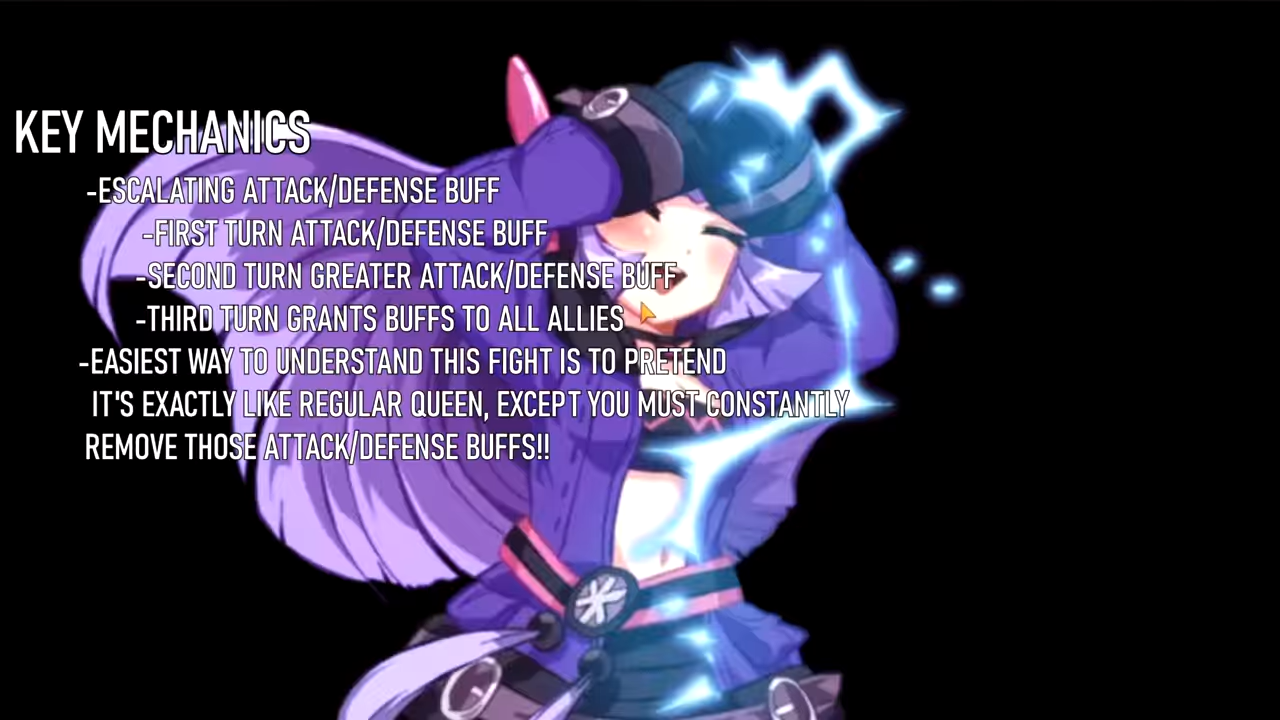 KEY MECHANICS
-ESCALATING ATTACK/DEFENSE BUFF
-FIRST TURN ATTACK/DEFENSE BUFF
-SECOND TURN GREATER ATTACK/DEFENSE BUFF
-THIRD TURN GRANTS BUFFS TO ALL ALLIES
-EASIEST WAY TO UNDERSTAND THIS FIGHT IS TO PRETEND
IT'S EXACTLY LIKE REGULAR QUEEN, EXCEPT YOU MUST CONSTANTLY
REMOVE THOSE ATTACK/DEFENSE BUFFS!!